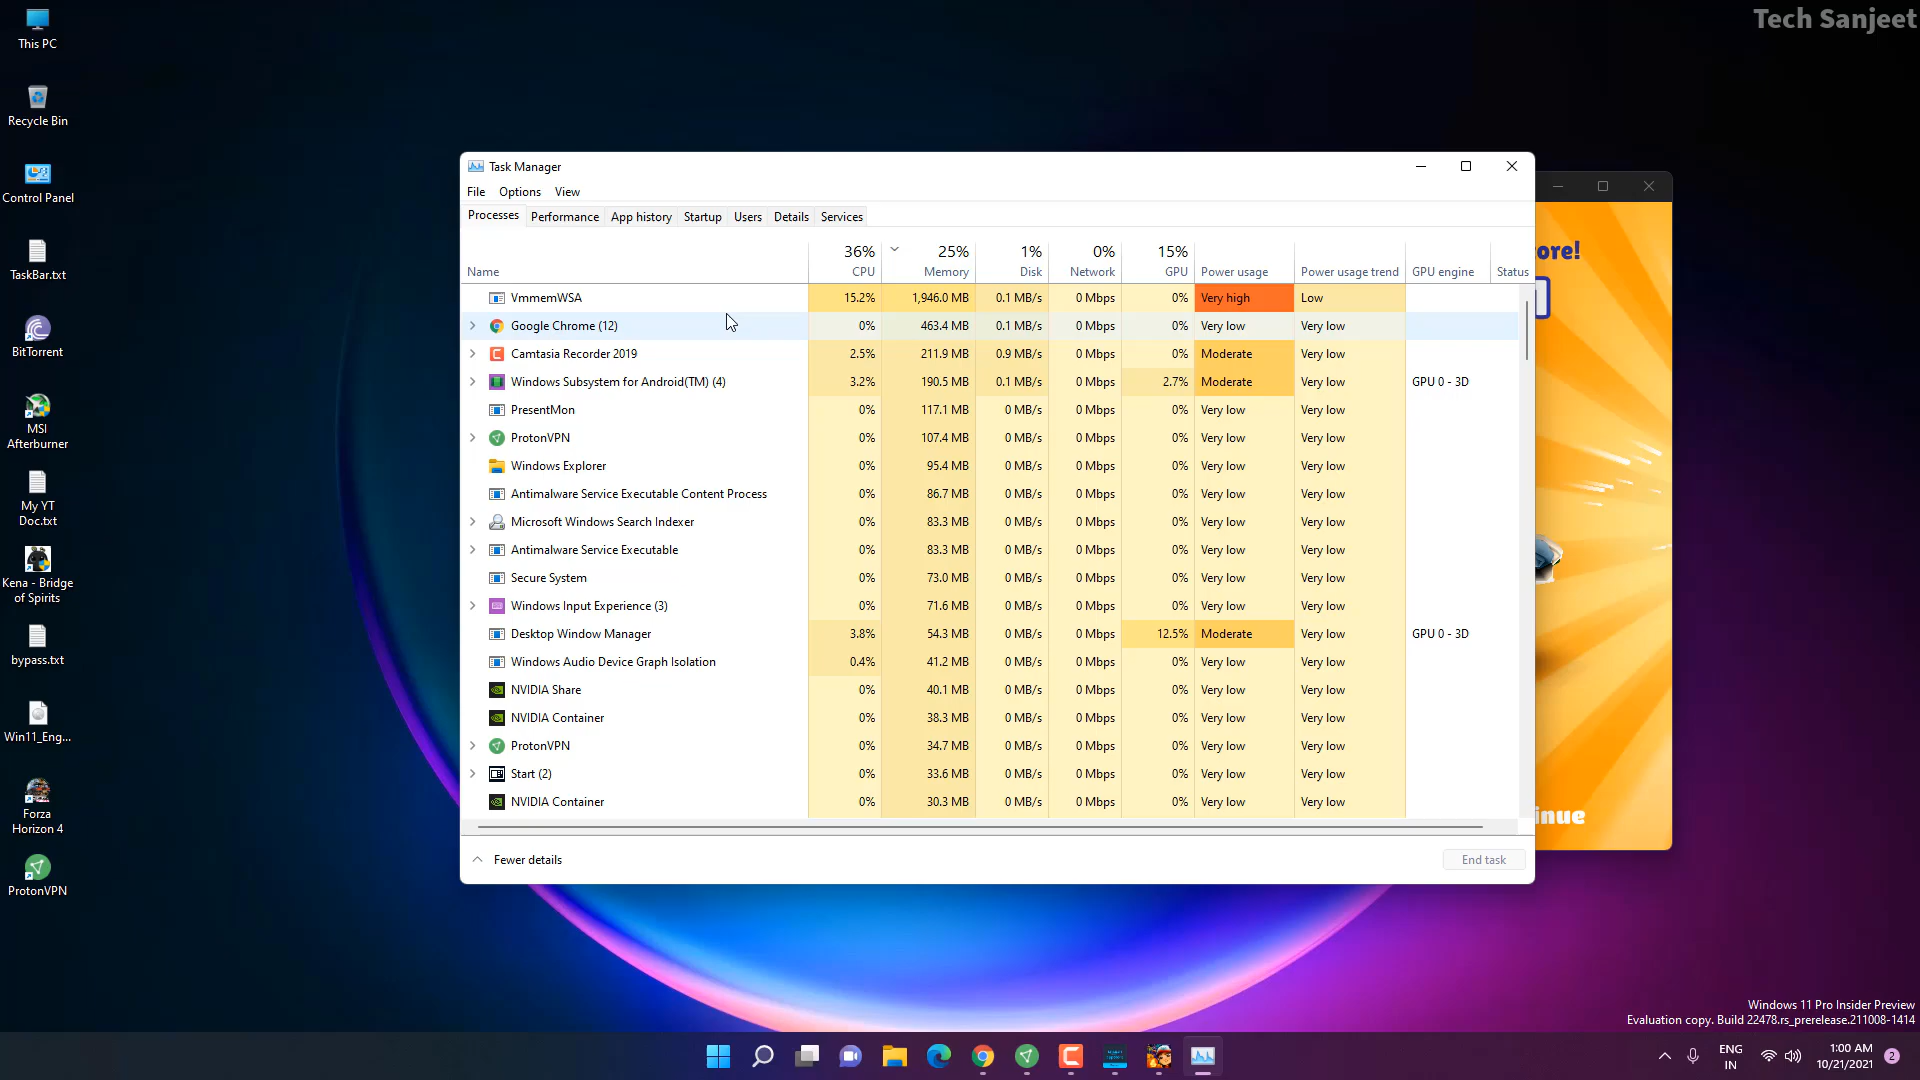 Tech Sanjeet
This PC
Recycle Bin
Control Panel
TaskBar.txt
BitTorrent
MSI
Afterburner
My YT
Doc.txt
Kena - Bridge
of Spirits
bypass.txt
Win11_Eng...
Forza
Horizon 4
ProtonVPN
Task Manager
File Options View
Processes Performance App history Startup Users Details Services
36% 25% 1% 0% 15%
Name CPU Memory Disk Network GPU Power usage Power usage trend GPU engine Status
VmmemWSA 15.2% 1,946.0 MB 0.1 MB/s 0 Mbps 0% Very high Low
Google Chrome (12) 0% 463.4 MB 0.1 MB/s 0 Mbps 0% Very low Very low
Camtasia Recorder 2019 2.5% 211.9 MB 0.9 MB/s 0 Mbps 0% Moderate Very low
Windows Subsystem for Android(TM) (4) 3.2% 190.5 MB 0.1 MB/s 0 Mbps 2.7% Moderate Very low GPU 0 - 3D
PresentMon 0% 117.1 MB 0 MB/s 0 Mbps 0% Very low Very low
ProtonVPN 0% 107.4 MB 0 MB/s 0 Mbps 0% Very low Very low
Windows Explorer 0% 95.4 MB 0 MB/s 0 Mbps 0% Very low Very low
Antimalware Service Executable Content Process 0% 86.7 MB 0 MB/s 0 Mbps 0% Very low Very low
Microsoft Windows Search Indexer 0% 83.3 MB 0 MB/s 0 Mbps 0% Very low Very low
Antimalware Service Executable 0% 83.3 MB 0 MB/s 0 Mbps 0% Very low Very low
Secure System 0% 73.0 MB 0 MB/s 0 Mbps 0% Very low Very low
Windows Input Experience (3) 0% 71.6 MB 0 MB/s 0 Mbps 0% Very low Very low
Desktop Window Manager 3.8% 54.3 MB 0 MB/s 0 Mbps 12.5% Moderate Very low GPU 0 - 3D
Windows Audio Device Graph Isolation 0.4% 41.2 MB 0 MB/s 0 Mbps 0% Very low Very low
NVIDIA Share 0% 40.1 MB 0 MB/s 0 Mbps 0% Very low Very low
NVIDIA Container 0% 38.3 MB 0 MB/s 0 Mbps 0% Very low Very low
ProtonVPN 0% 34.7 MB 0 MB/s 0 Mbps 0% Very low Very low
Start (2) 0% 33.6 MB 0 MB/s 0 Mbps 0% Very low Very low
NVIDIA Container 0% 30.3 MB 0 MB/s 0 Mbps 0% Very low Very low
Fewer details End task
ore!
inue
Windows 11 Pro Insider Preview
Evaluation copy. Build 22478.rs_prerelease.211008-1414
ENG
IN
1:00 AM
10/21/2021
2